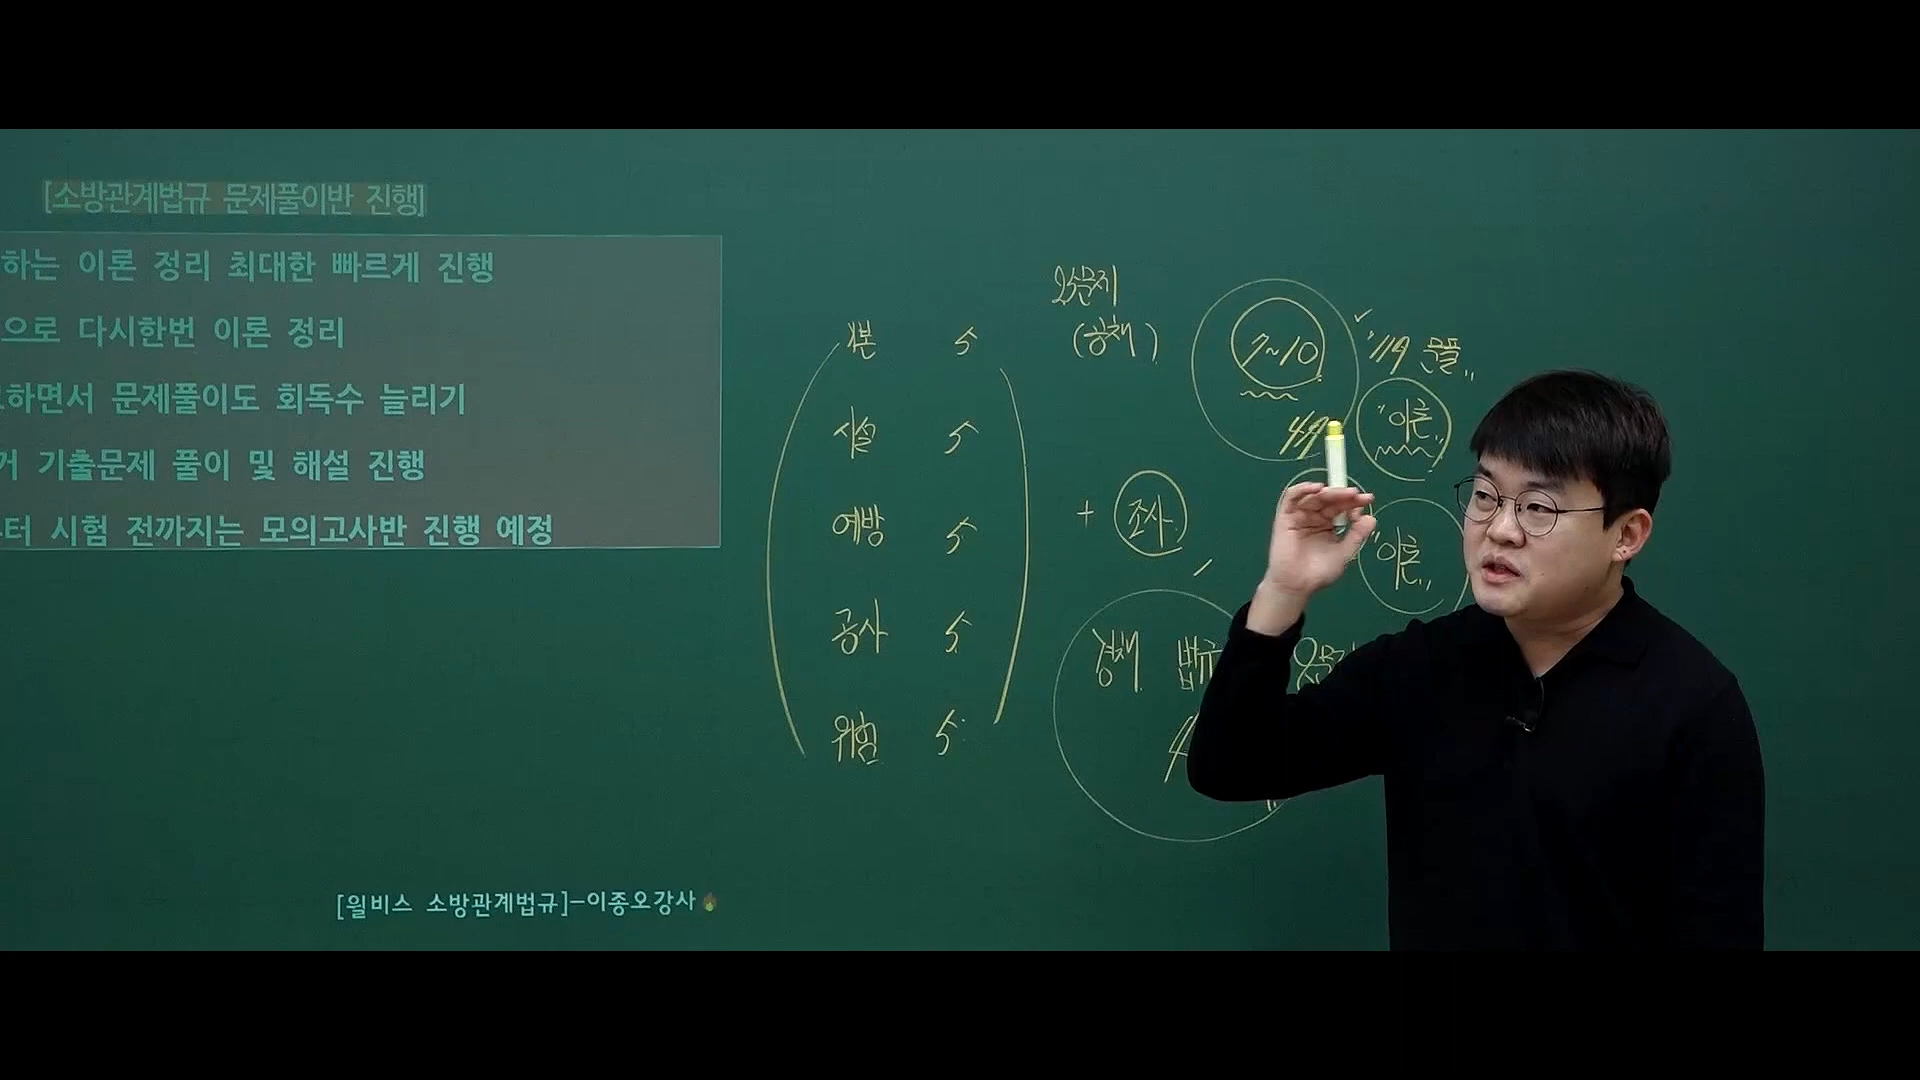 [소방관계법규 문제풀이반 진행]
하는 이론 정리 최대한 빠르게 진행
으로 다시한번 이론 정리
하면서 문제풀이도 회독수 늘리기
거 기출문제 풀이 및 해설 진행
터 시험 전까지는 모의고사반 진행 예정
25문제
(공채)
기본 5
시설 5
예방 5
공사 5
위험 5
7~10
"119 문풀"
4~9
"이론"
+ 조사
"이론"
경채 법규
[윌비스 소방관계법규]-이종오강사